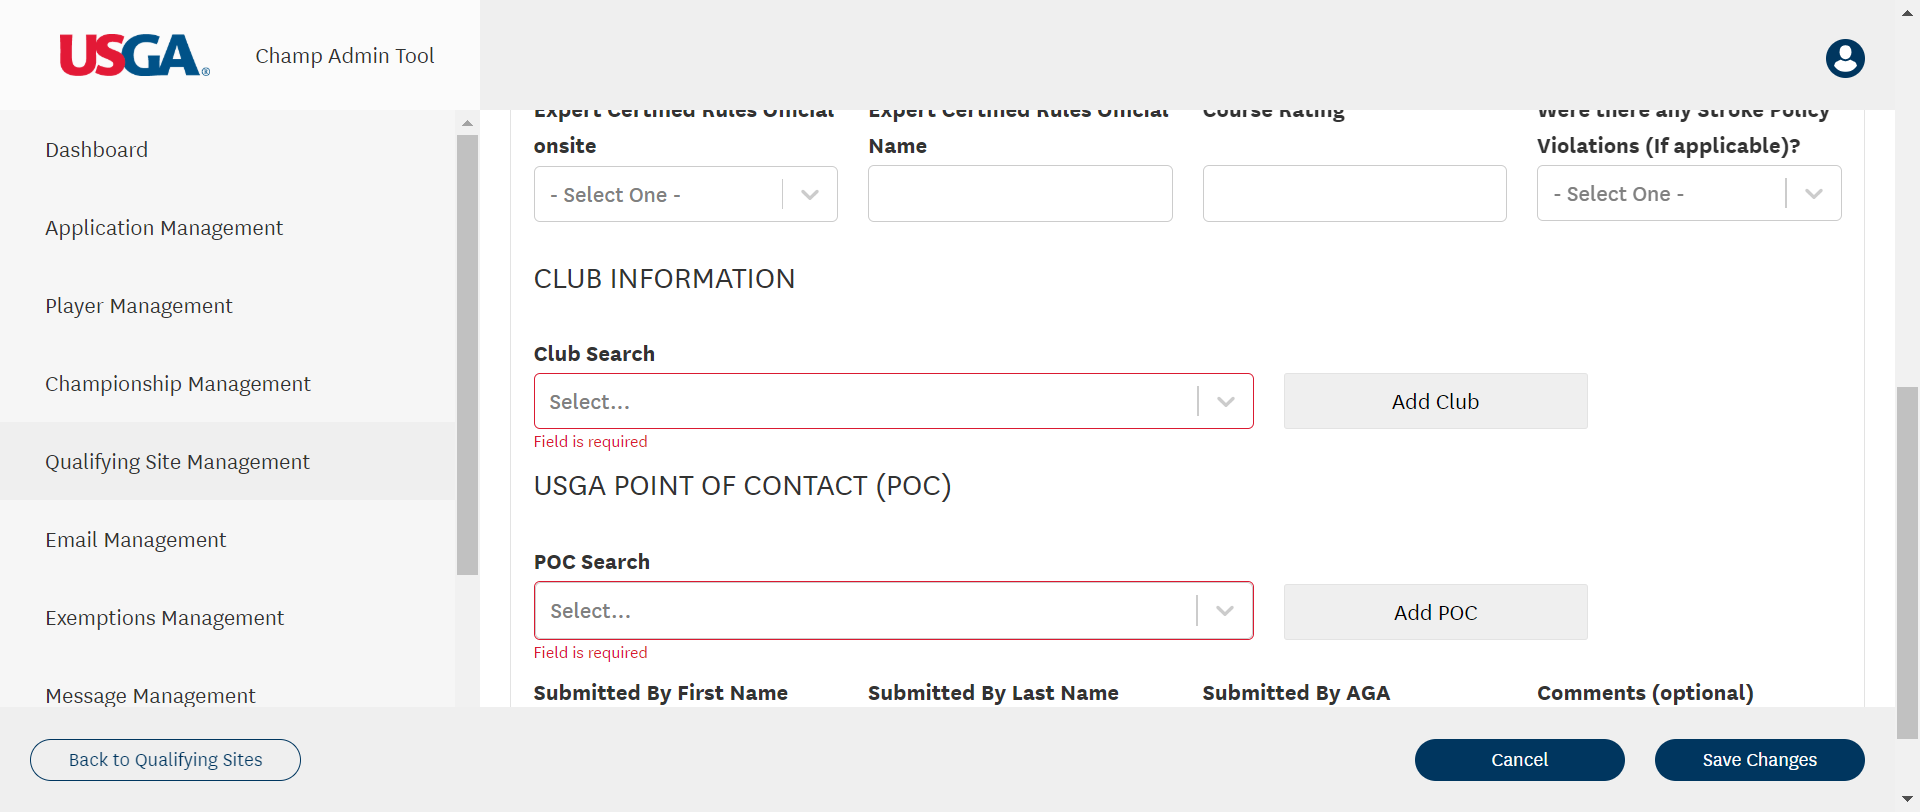 USGA®
Champ Admin Tool
Dashboard
Application Management
Player Management
Championship Management
Qualifying Site Management
Email Management
Exemptions Management
Message Management
Expert Certified Rules Official
onsite
- Select One -
Expert Certified Rules Official
Name
Course Rating
Were there any Stroke Policy
Violations (If applicable)?
- Select One -
CLUB INFORMATION
Club Search
Select...
Add Club
Field is required
USGA POINT OF CONTACT (POC)
POC Search
Select...
Add POC
Field is required
Submitted By First Name
Submitted By Last Name
Submitted By AGA
Comments (optional)
Back to Qualifying Sites
Cancel
Save Changes